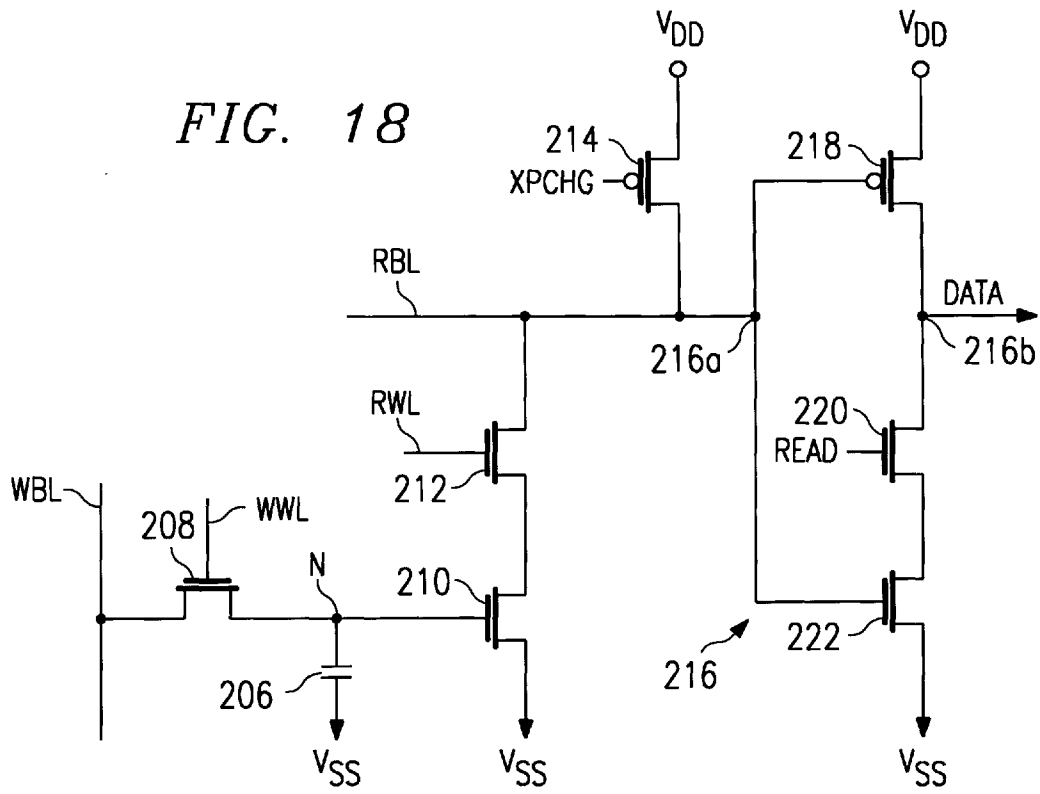 V_DD V_DD
FIG. 18
214 218
XPCHG
RBL DATA
216a 216b
RWL 220
READ
WBL 212
208 WWL
N 210
206 216 222
V_SS V_SS V_SS